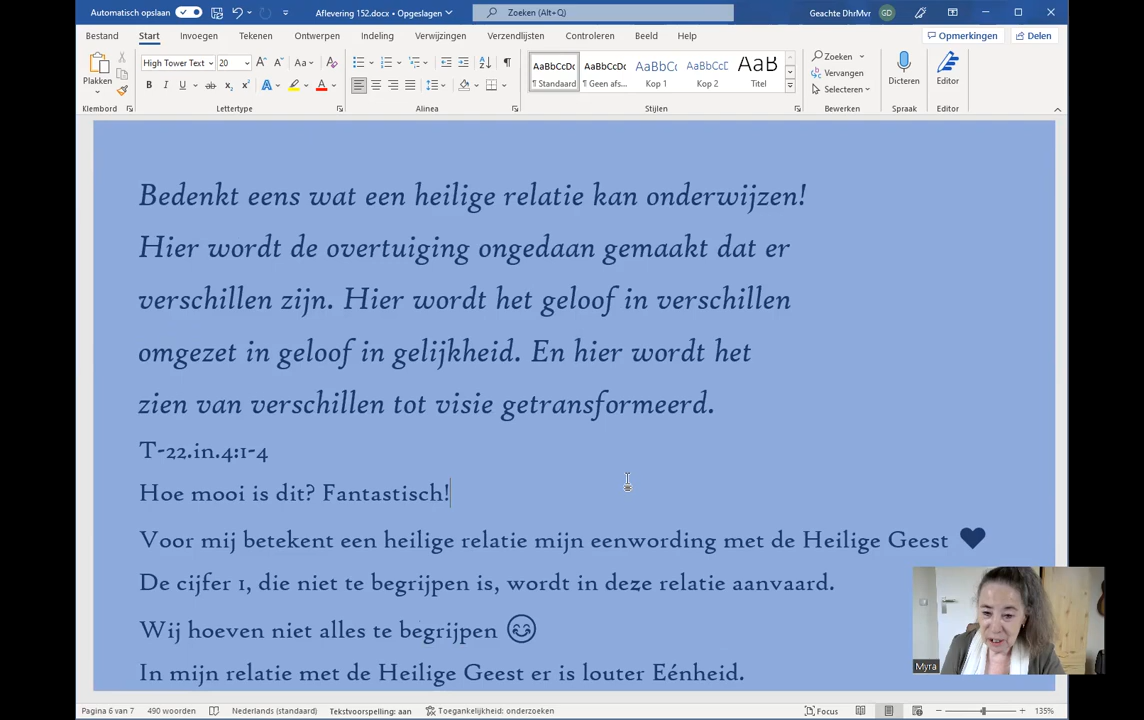 Automatisch opslaan
Aflevering 152.docx • Opgeslagen
Zoeken (Alt+Q)
Geachte DhrMvr
GD
Bestand Start Invoegen Tekenen Ontwerpen Indeling Verwijzingen Verzendlijsten Controleren Beeld Help
Opmerkingen Delen
Plakken
High Tower Text 20
AaBbCcDc AaBbCcDc AaBbCc AaBbCcC AaB
¶ Standaard ¶ Geen afs... Kop 1 Kop 2 Titel
Zoeken
Vervangen
Selecteren
Dicteren
Editor
Klembord Lettertype Alinea Stijlen Bewerken Spraak Editor
Bedenkt eens wat een heilige relatie kan onderwijzen!
Hier wordt de overtuiging ongedaan gemaakt dat er
verschillen zijn. Hier wordt het geloof in verschillen
omgezet in geloof in gelijkheid. En hier wordt het
zien van verschillen tot visie getransformeerd.
T-22.in.4:1-4
Hoe mooi is dit? Fantastisch!
Voor mij betekent een heilige relatie mijn eenwording met de Heilige Geest ♥
De cijfer 1, die niet te begrijpen is, wordt in deze relatie aanvaard.
Wij hoeven niet alles te begrijpen 😊
In mijn relatie met de Heilige Geest er is louter Eénheid.
Myra
Pagina 6 van 7 490 woorden Nederlands (standaard) Tekstvoorspelling: aan Toegankelijkheid: onderzoeken Focus 135%